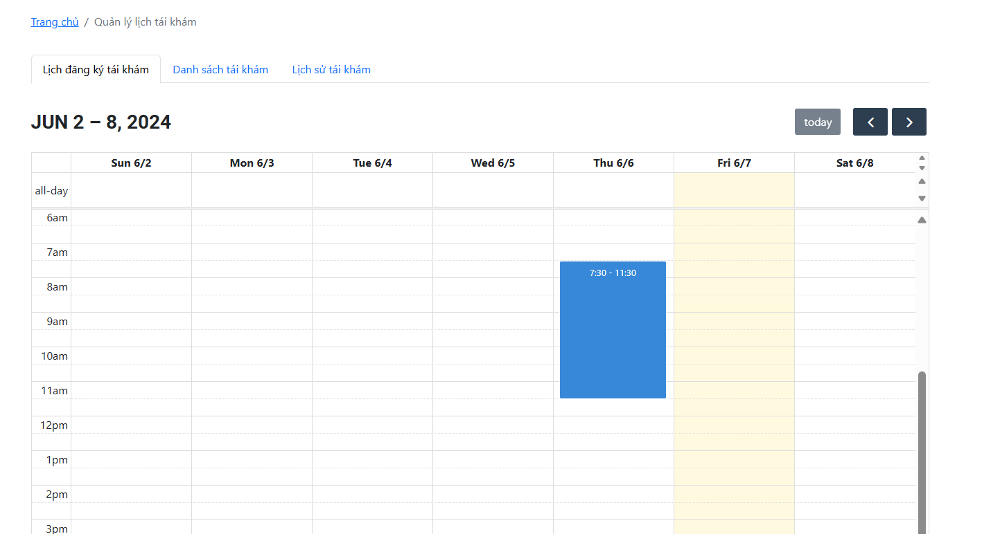 Trang chủ / Quản lý lịch tái khám
Lịch đăng ký tái khám Danh sách tái khám Lịch sử tái khám
JUN 2 – 8, 2024 today
Sun 6/2 Mon 6/3 Tue 6/4 Wed 6/5 Thu 6/6 Fri 6/7 Sat 6/8
all-day
6am
7am
7:30 - 11:30
8am
9am
10am
11am
12pm
1pm
2pm
3pm